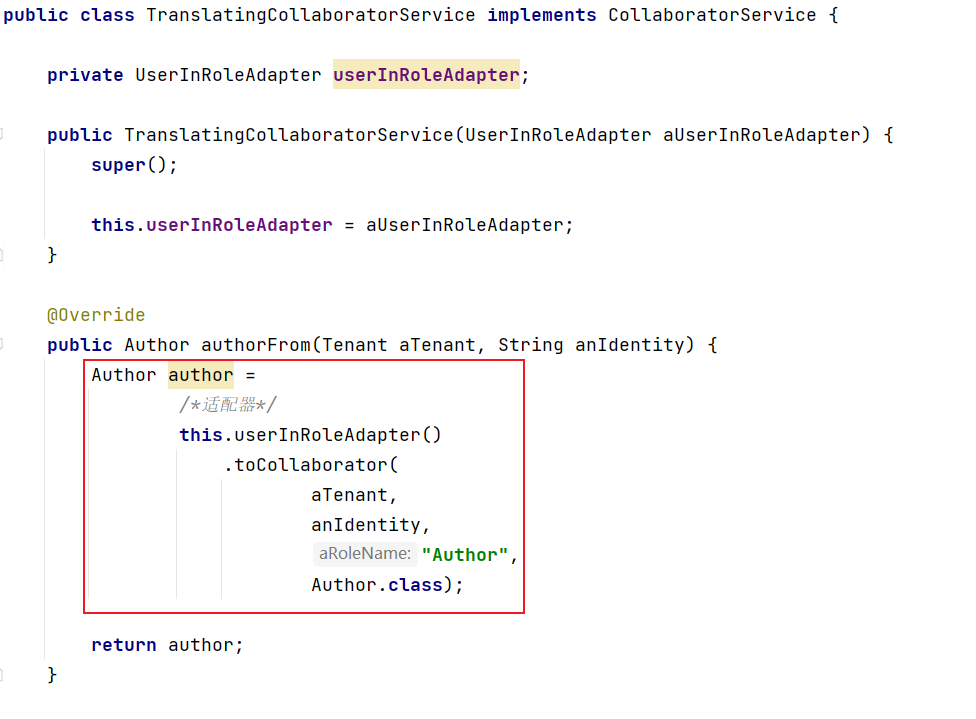 public class TranslatingCollaboratorService implements CollaboratorService {
private UserInRoleAdapter userInRoleAdapter;
public TranslatingCollaboratorService(UserInRoleAdapter aUserInRoleAdapter) {
super();
this.userInRoleAdapter = aUserInRoleAdapter;
}
@Override
public Author authorFrom(Tenant aTenant, String anIdentity) {
Author author =
/*适配器*/
this.userInRoleAdapter()
.toCollaborator(
aTenant,
anIdentity,
aRoleName: "Author",
Author.class);
return author;
}